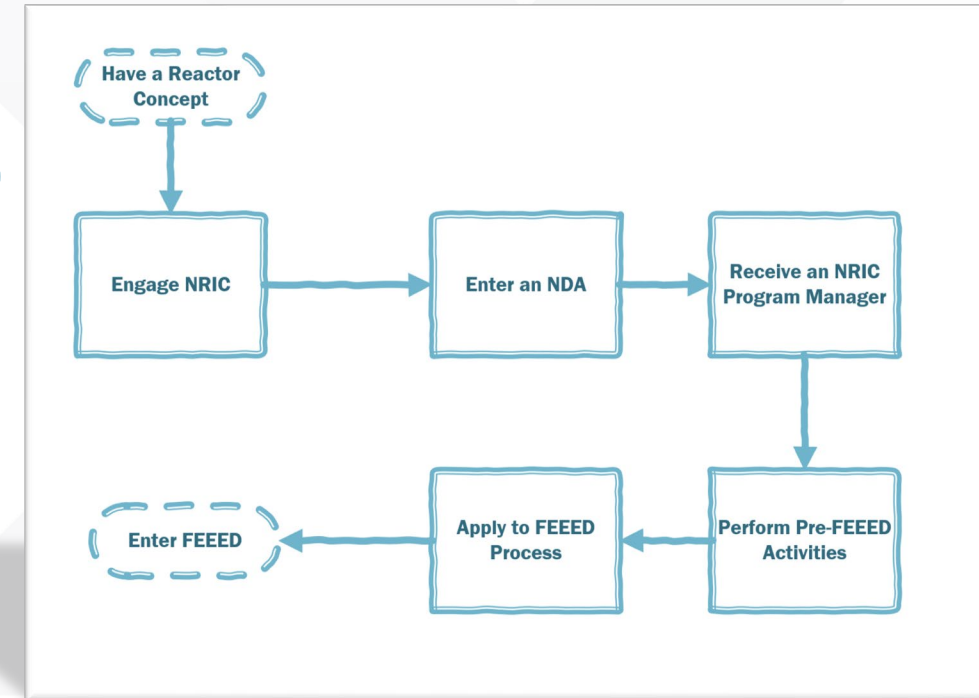 Have a Reactor
Concept
Engage NRIC
Enter an NDA
Receive an NRIC
Program Manager
Perform Pre-FEEED
Activities
Apply to FEEED
Process
Enter FEEED